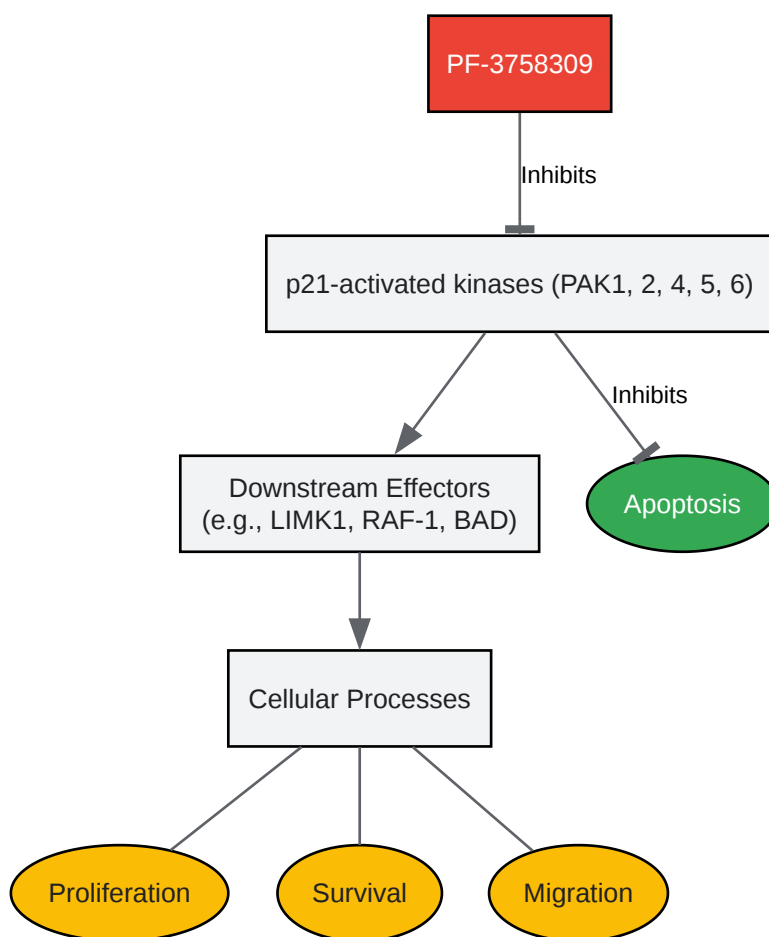 PF-3758309
Inhibits
p21-activated kinases (PAK1, 2, 4, 5, 6)
Inhibits
Downstream Effectors
(e.g., LIMK1, RAF-1, BAD)
Apoptosis
Cellular Processes
Proliferation
Survival
Migration